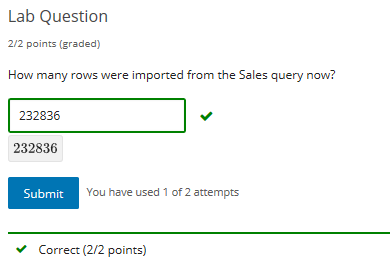 Lab Question
2/2 points (graded)
How many rows were imported from the Sales query now?
232836
232836
Submit You have used 1 of 2 attempts
Correct (2/2 points)